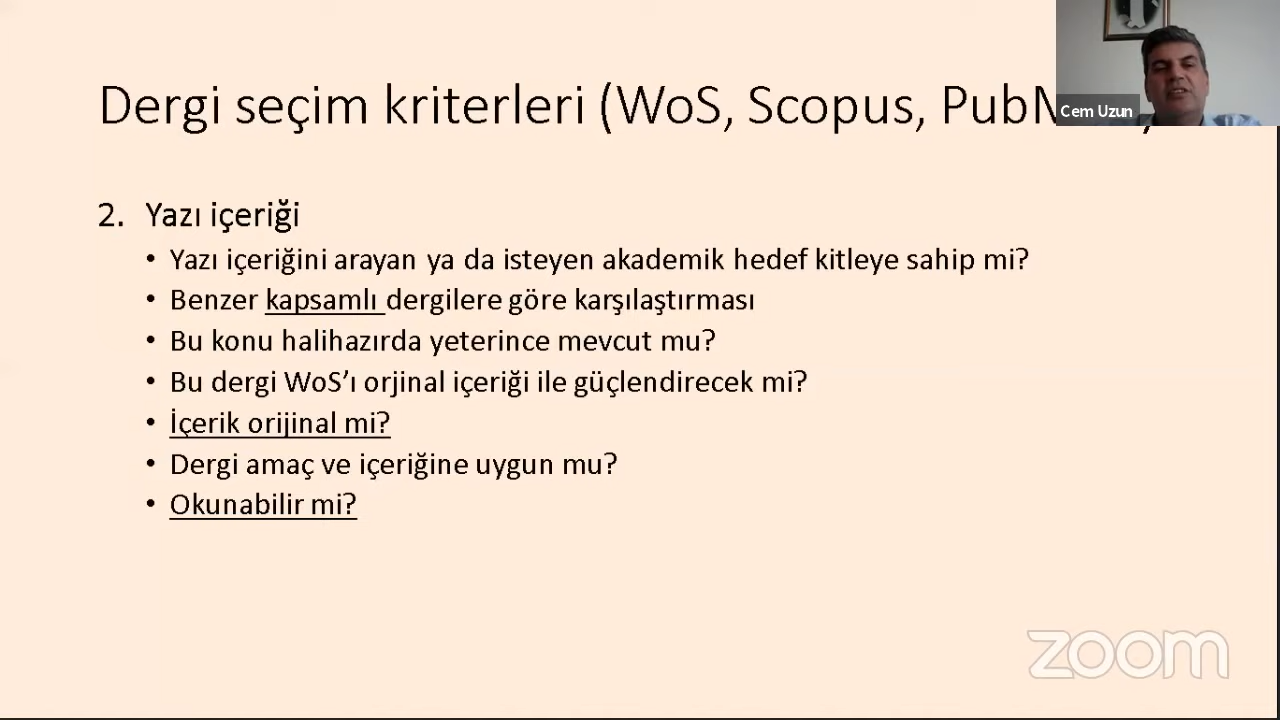 Dergi seçim kriterleri (WoS, Scopus,
Cem Uzun
2. Yazı içeriği
• Yazı içeriğini arayan ya da isteyen akademik hedef kitleye sahip mi?
• Benzer kapsamlı dergilere göre karşılaştırması
• Bu konu halihazırda yeterince mevcut mu?
• Bu dergi WoS’ı orjinal içeriği ile güçlendirecek mi?
• İçerik orijinal mi?
• Dergi amaç ve içeriğine uygun mu?
• Okunabilir mi?
zoom